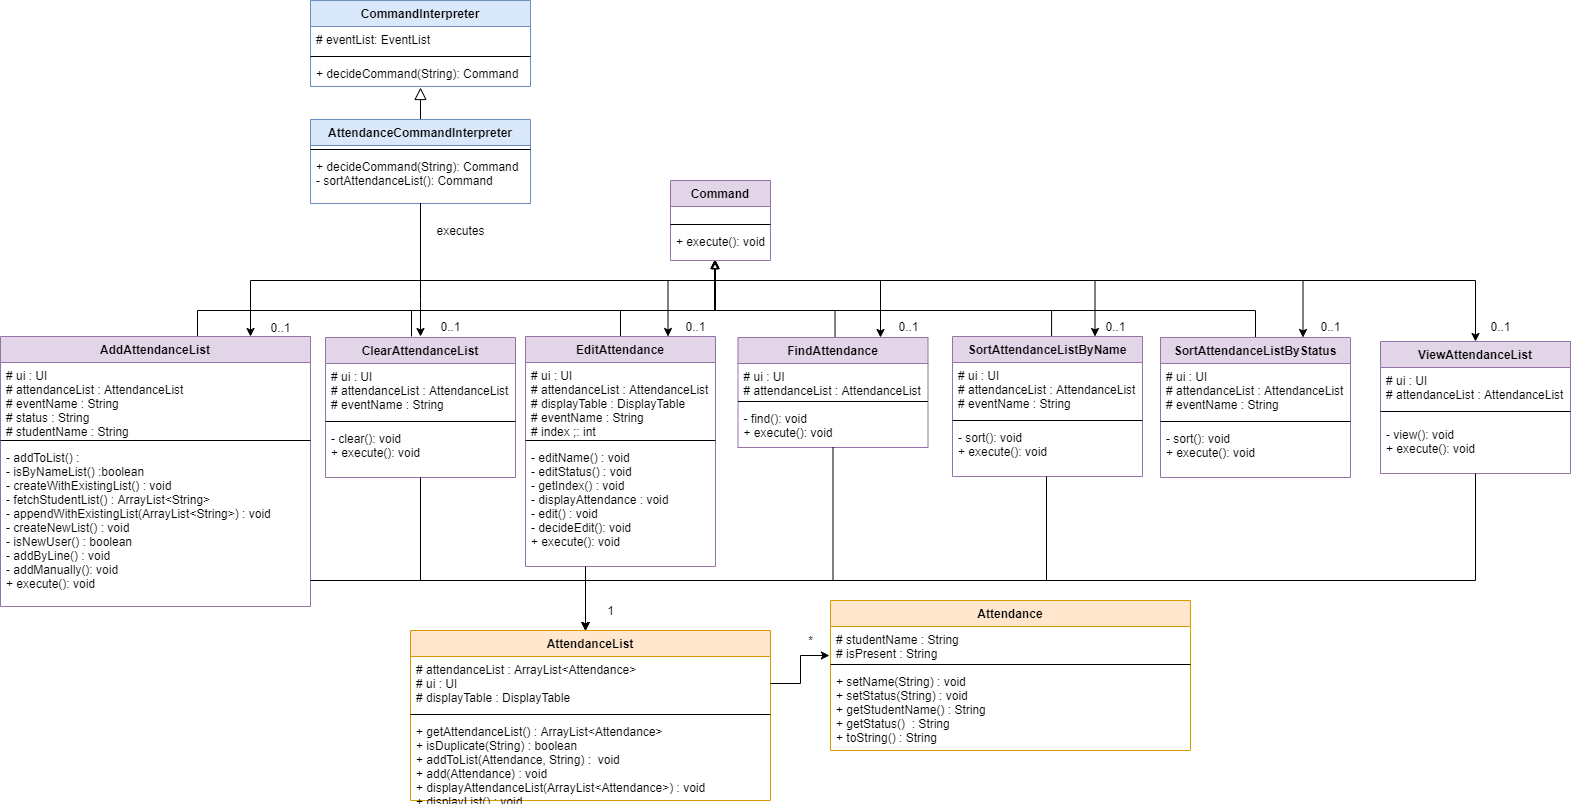 CommandInterpreter
# eventList: EventList
+ decideCommand(String): Command
AttendanceCommandInterpreter
+ decideCommand(String): Command
- sortAttendanceList(): Command
executes
Command
+ execute(): void
0..1
0..1
0..1
0..1
0..1
0..1
0..1
AddAttendanceList
# ui : UI
# attendanceList : AttendanceList
# eventName : String
# status : String
# studentName : String
- addToList() :
- isByNameList() :boolean
- createWithExistingList() : void
- fetchStudentList() : ArrayList<String>
- appendWithExistingList(ArrayList<String>) : void
- createNewList() : void
- isNewUser() : boolean
- addByLine() : void
- addManually(): void
+ execute(): void
ClearAttendanceList
# ui : UI
# attendanceList : AttendanceList
# eventName : String
- clear(): void
+ execute(): void
EditAttendance
# ui : UI
# attendanceList : AttendanceList
# displayTable : DisplayTable
# eventName : String
# index ;: int
- editName() : void
- editStatus() : void
- getIndex() : void
- displayAttendance : void
- edit() : void
- decideEdit(): void
+ execute(): void
FindAttendance
# ui : UI
# attendanceList : AttendanceList
- find(): void
+ execute(): void
SortAttendanceListByName
# ui : UI
# attendanceList : AttendanceList
# eventName : String
- sort(): void
+ execute(): void
SortAttendanceListByStatus
# ui : UI
# attendanceList : AttendanceList
# eventName : String
- sort(): void
+ execute(): void
ViewAttendanceList
# ui : UI
# attendanceList : AttendanceList
- view(): void
+ execute(): void
1
AttendanceList
# attendanceList : ArrayList<Attendance>
# ui : UI
# displayTable : DisplayTable
+ getAttendanceList() : ArrayList<Attendance>
+ isDuplicate(String) : boolean
+ addToList(Attendance, String) :  void
+ add(Attendance) : void
+ displayAttendanceList(ArrayList<Attendance>) : void
+ displayList() : void
*
Attendance
# studentName : String
# isPresent : String
+ setName(String) : void
+ setStatus(String) : void
+ getStudentName() : String
+ getStatus()  : String
+ toString() : String